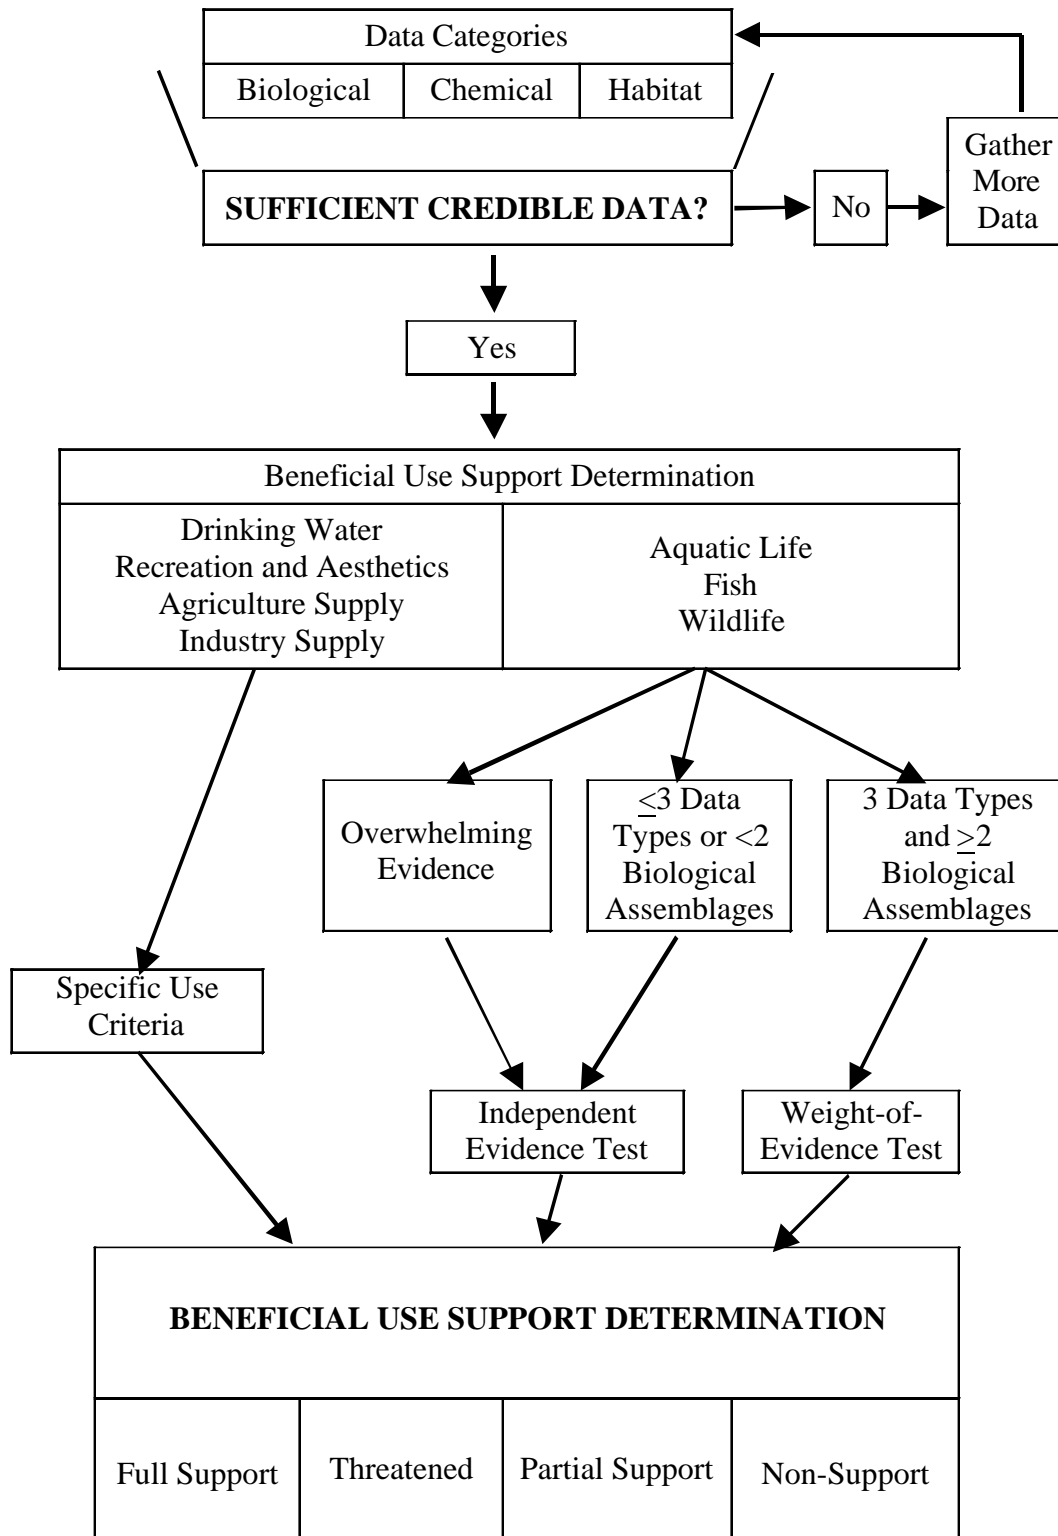 Data Categories
Biological Chemical Habitat
Gather
More
Data
SUFFICIENT CREDIBLE DATA?
No
Yes
Beneficial Use Support Determination
Drinking Water
Recreation and Aesthetics
Agriculture Supply
Industry Supply
Aquatic Life
Fish
Wildlife
Overwhelming
Evidence
≤3 Data
Types or <2
Biological
Assemblages
3 Data Types
and ≥2
Biological
Assemblages
Specific Use
Criteria
Independent
Evidence Test
Weight-of-
Evidence Test
BENEFICIAL USE SUPPORT DETERMINATION
Full Support Threatened Partial Support Non-Support